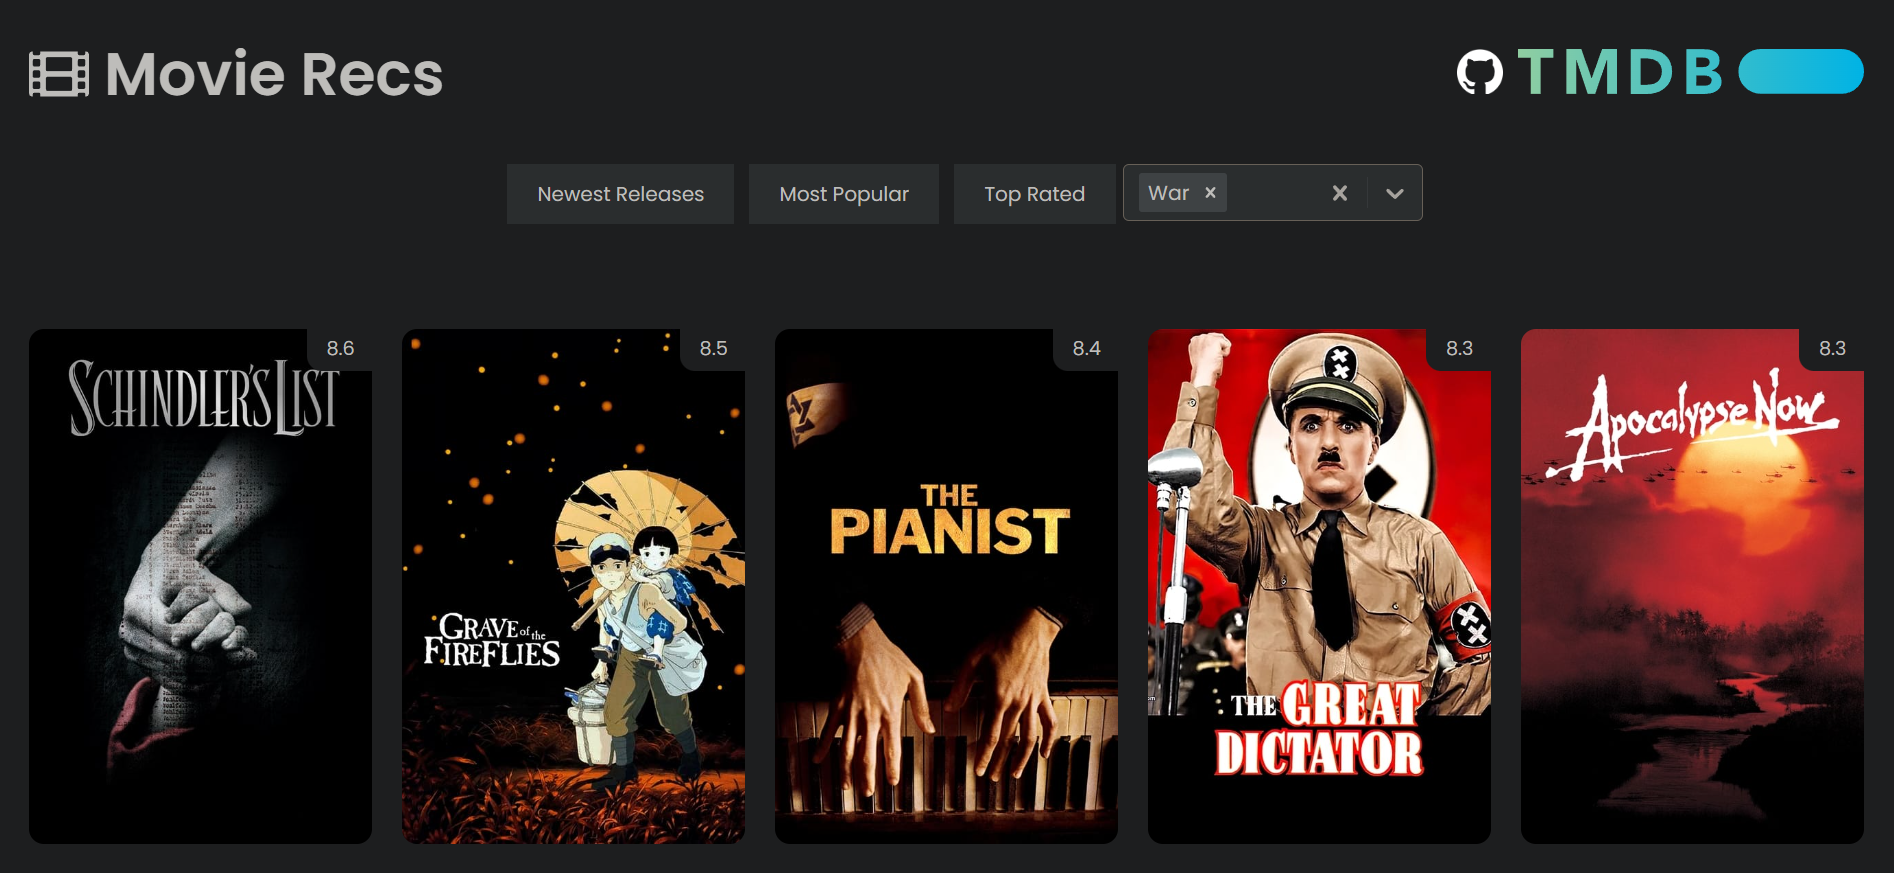 Movie Recs
TMDB
Newest Releases
Most Popular
Top Rated
War
8.6
SCHINDLER'S LIST
8.5
GRAVE of the
FIREFLIES
8.4
THE
PIANIST
8.3
THE GREAT
DICTATOR
8.3
Apocalypse Now